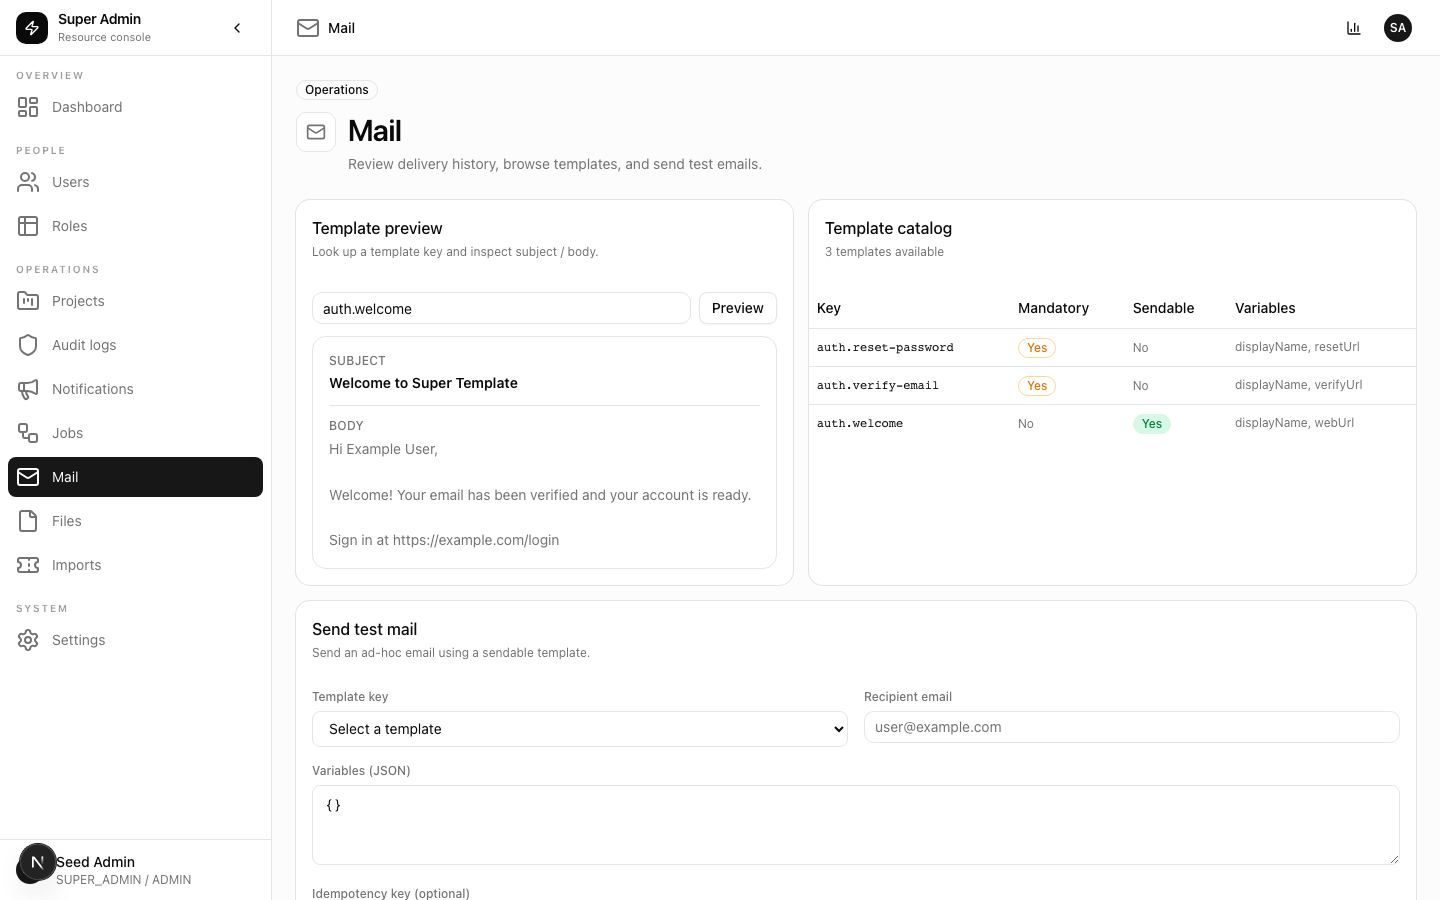 Super Admin
Resource console
OVERVIEW
Dashboard
PEOPLE
Users
Roles
OPERATIONS
Projects
Audit logs
Notifications
Jobs
Mail
Files
Imports
SYSTEM
Settings
N
Seed Admin
SUPER_ADMIN / ADMIN
Mail
SA
Operations
Mail
Review delivery history, browse templates, and send test emails.
Template preview
Look up a template key and inspect subject / body.
auth.welcome
Preview
SUBJECT
Welcome to Super Template
BODY
Hi Example User,
Welcome! Your email has been verified and your account is ready.
Sign in at https://example.com/login
Template catalog
3 templates available
Key Mandatory Sendable Variables
auth.reset-password Yes No displayName, resetUrl
auth.verify-email Yes No displayName, verifyUrl
auth.welcome No Yes displayName, webUrl
Send test mail
Send an ad-hoc email using a sendable template.
Template key
Select a template
Recipient email
user@example.com
Variables (JSON)
{}
Idempotency key (optional)